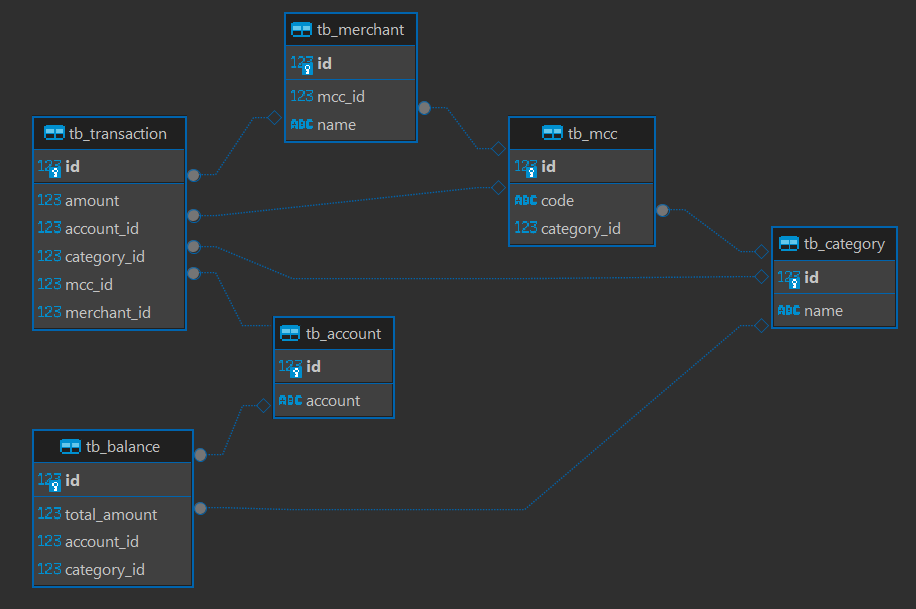 tb_merchant
123 id
123 mcc_id
ABC name
tb_transaction
123 id
123 amount
123 account_id
123 category_id
123 mcc_id
123 merchant_id
tb_mcc
123 id
ABC code
123 category_id
tb_category
123 id
ABC name
tb_account
123 id
ABC account
tb_balance
123 id
123 total_amount
123 account_id
123 category_id